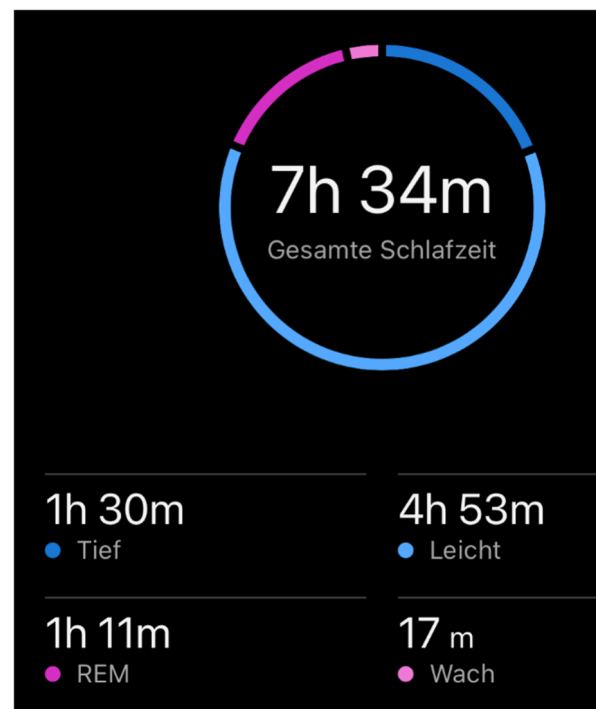 7h 34m
Gesamte Schlafzeit
1h 30m
Tief
4h 53m
Leicht
1h 11m
REM
17 m
Wach